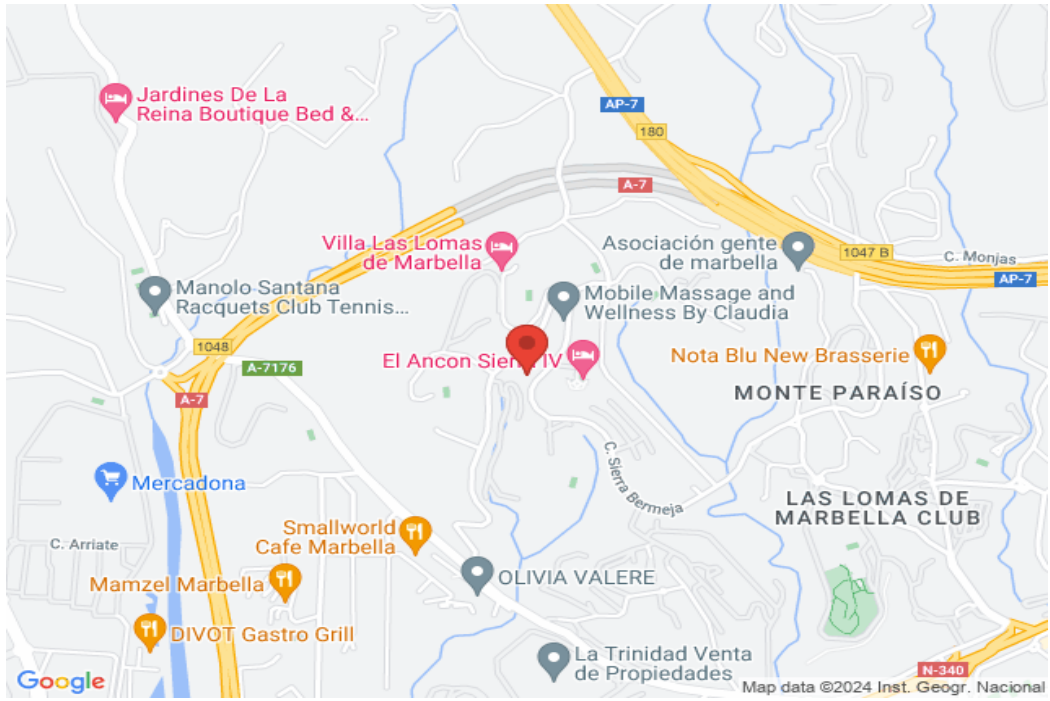 Jardines De La
Reina Boutique Bed &...
AP-7
180
A-7
Villa Las Lomas
de Marbella
Asociación gente
de marbella
1047 B
C. Monjas
AP-7
Manolo Santana
Racquets Club Tennis...
Mobile Massage and
Wellness By Claudia
1048
A-7176
El Ancon Sierra IV
Nota Blu New Brasserie
A-7
MONTE PARAÍSO
Mercadona
C. Sierra Bermeja
LAS LOMAS DE
MARBELLA CLUB
Smallworld
Cafe Marbella
C. Arriate
Mamzel Marbella
OLIVIA VALERE
DIVOT Gastro Grill
La Trinidad Venta
de Propiedades
N-340
Google
Map data ©2024 Inst. Geogr. Nacional